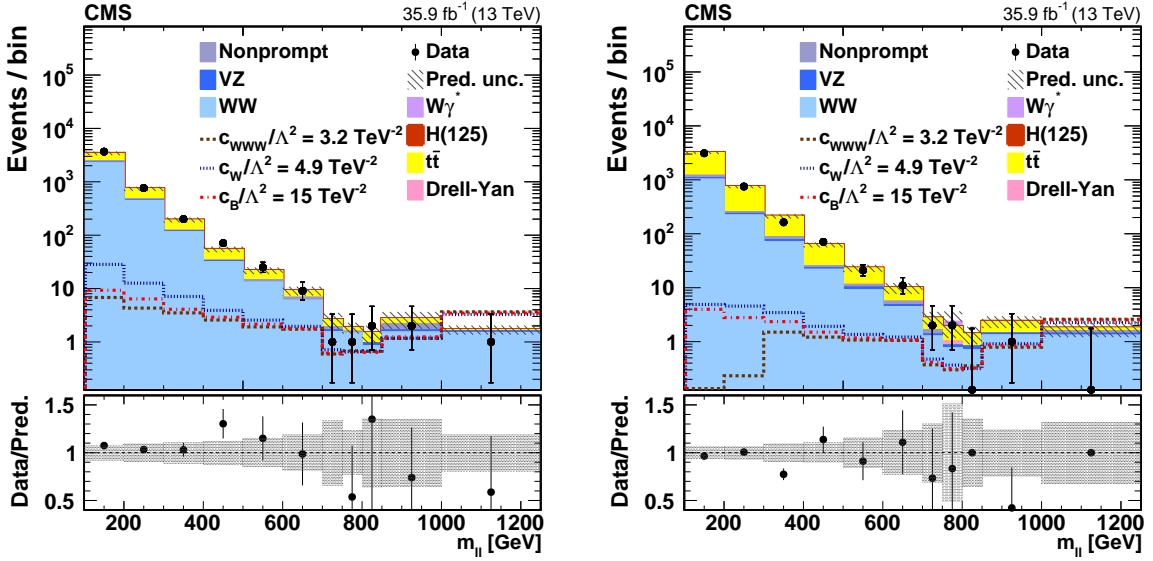 CMS 35.9 fb⁻¹ (13 TeV)
Events / bin
Nonprompt
VZ
WW
c_WWW/Λ² = 3.2 TeV⁻²
c_W/Λ² = 4.9 TeV⁻²
c_B/Λ² = 15 TeV⁻²
Data
Pred. unc.
Wγ*
H(125)
tt̄
Drell-Yan
10⁵
10⁴
10³
10²
10
1
Data/Pred.
1.5
1
0.5
200 400 600 800 1000 1200
m_ll [GeV]
CMS 35.9 fb⁻¹ (13 TeV)
Events / bin
Nonprompt
VZ
WW
c_WWW/Λ² = 3.2 TeV⁻²
c_W/Λ² = 4.9 TeV⁻²
c_B/Λ² = 15 TeV⁻²
Data
Pred. unc.
Wγ*
H(125)
tt̄
Drell-Yan
10⁵
10⁴
10³
10²
10
1
Data/Pred.
1.5
1
0.5
200 400 600 800 1000 1200
m_ll [GeV]